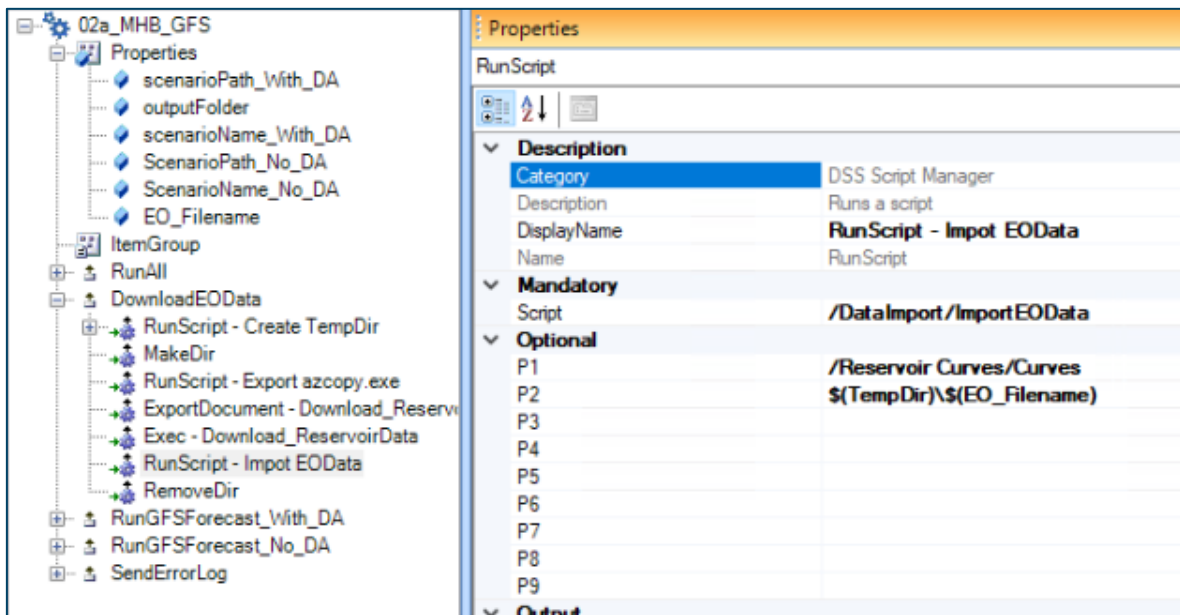 02a_MHB_GFS
Properties
scenarioPath_With_DA
outputFolder
scenarioName_With_DA
ScenarioPath_No_DA
ScenarioName_No_DA
EO_Filename
ItemGroup
RunAll
DownloadEOData
RunScript - Create TempDir
MakeDir
RunScript - Export azcopy.exe
ExportDocument - Download_Reserv
Exec - Download_ReservoirData
RunScript - Impot EOData
RemoveDir
RunGFSForecast_With_DA
RunGFSForecast_No_DA
SendErrorLog
Properties
RunScript
Description
Category DSS Script Manager
Description Runs a script
DisplayName RunScript - Impot EOData
Name RunScript
Mandatory
Script /DataImport/ImportEOData
Optional
P1 /Reservoir Curves/Curves
P2 $(TempDir)\$(EO_Filename)
P3
P4
P5
P6
P7
P8
P9
Output